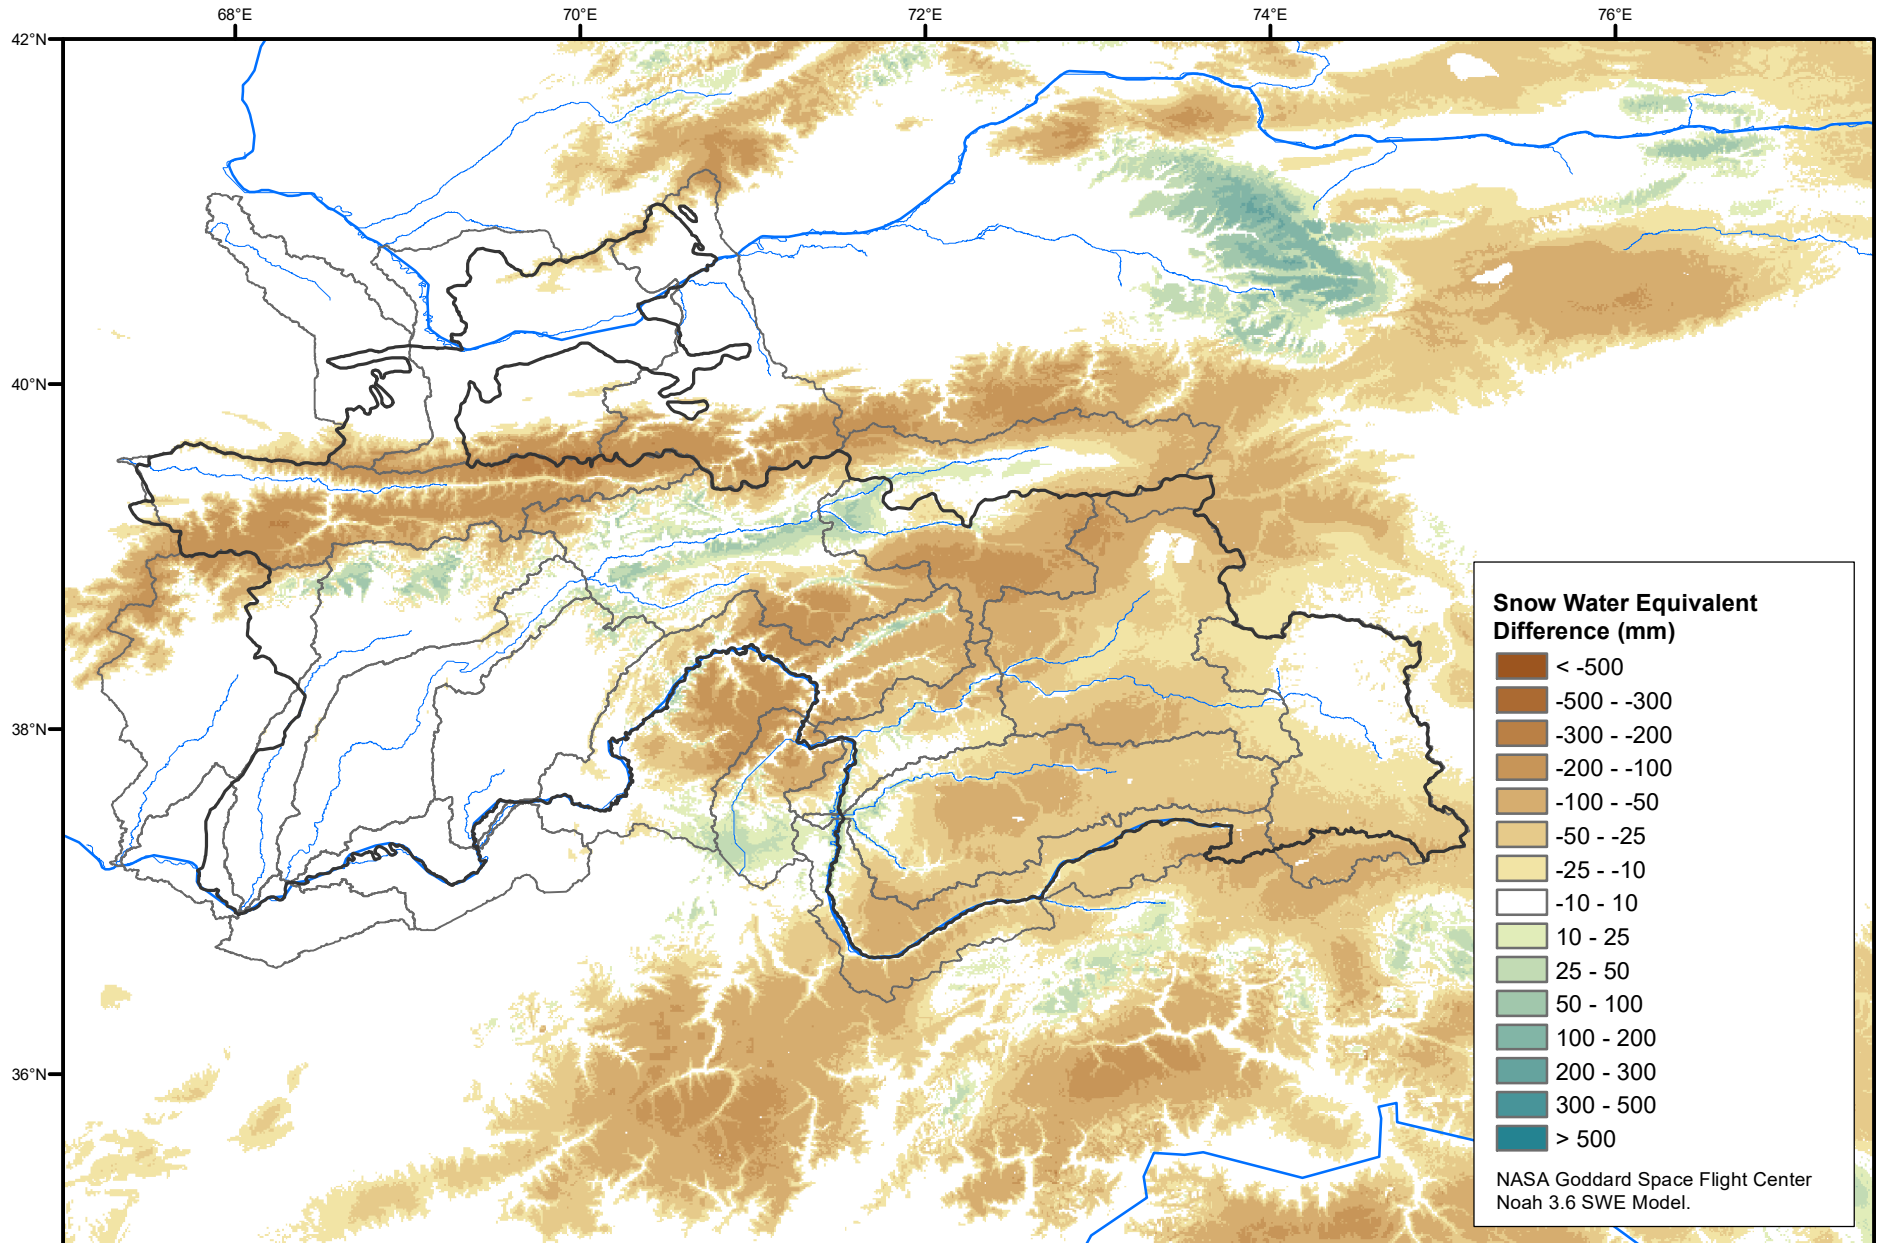 68°E
70°E
72°E
74°E
76°E
42°N
40°N
38°N
36°N
Snow Water Equivalent
Difference (mm)
< -500
-500 - -300
-300 - -200
-200 - -100
-100 - -50
-50 - -25
-25 - -10
-10 - 10
10 - 25
25 - 50
50 - 100
100 - 200
200 - 300
300 - 500
> 500
NASA Goddard Space Flight Center
Noah 3.6 SWE Model.